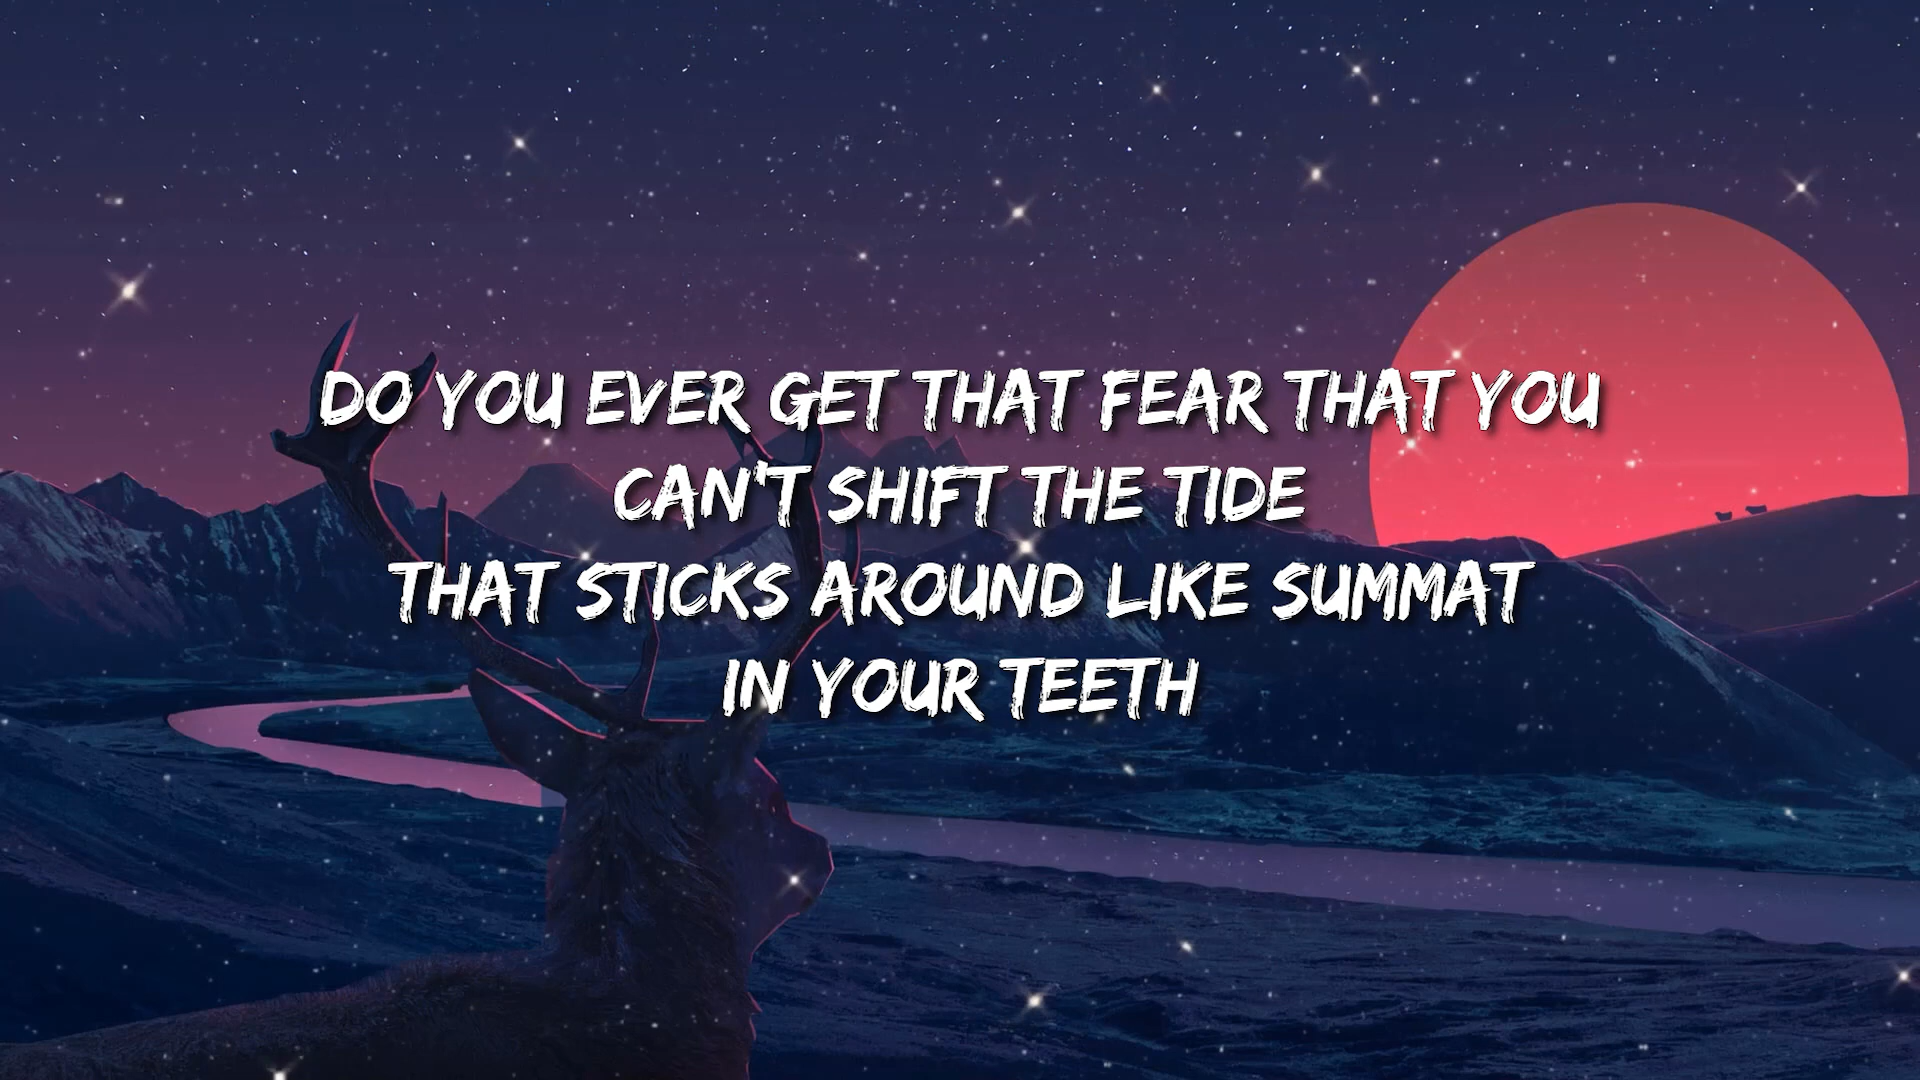 DO YOU EVER GET THAT FEAR THAT YOU
CAN'T SHIFT THE TIDE
THAT STICKS AROUND LIKE SUMMAT
IN YOUR TEETH